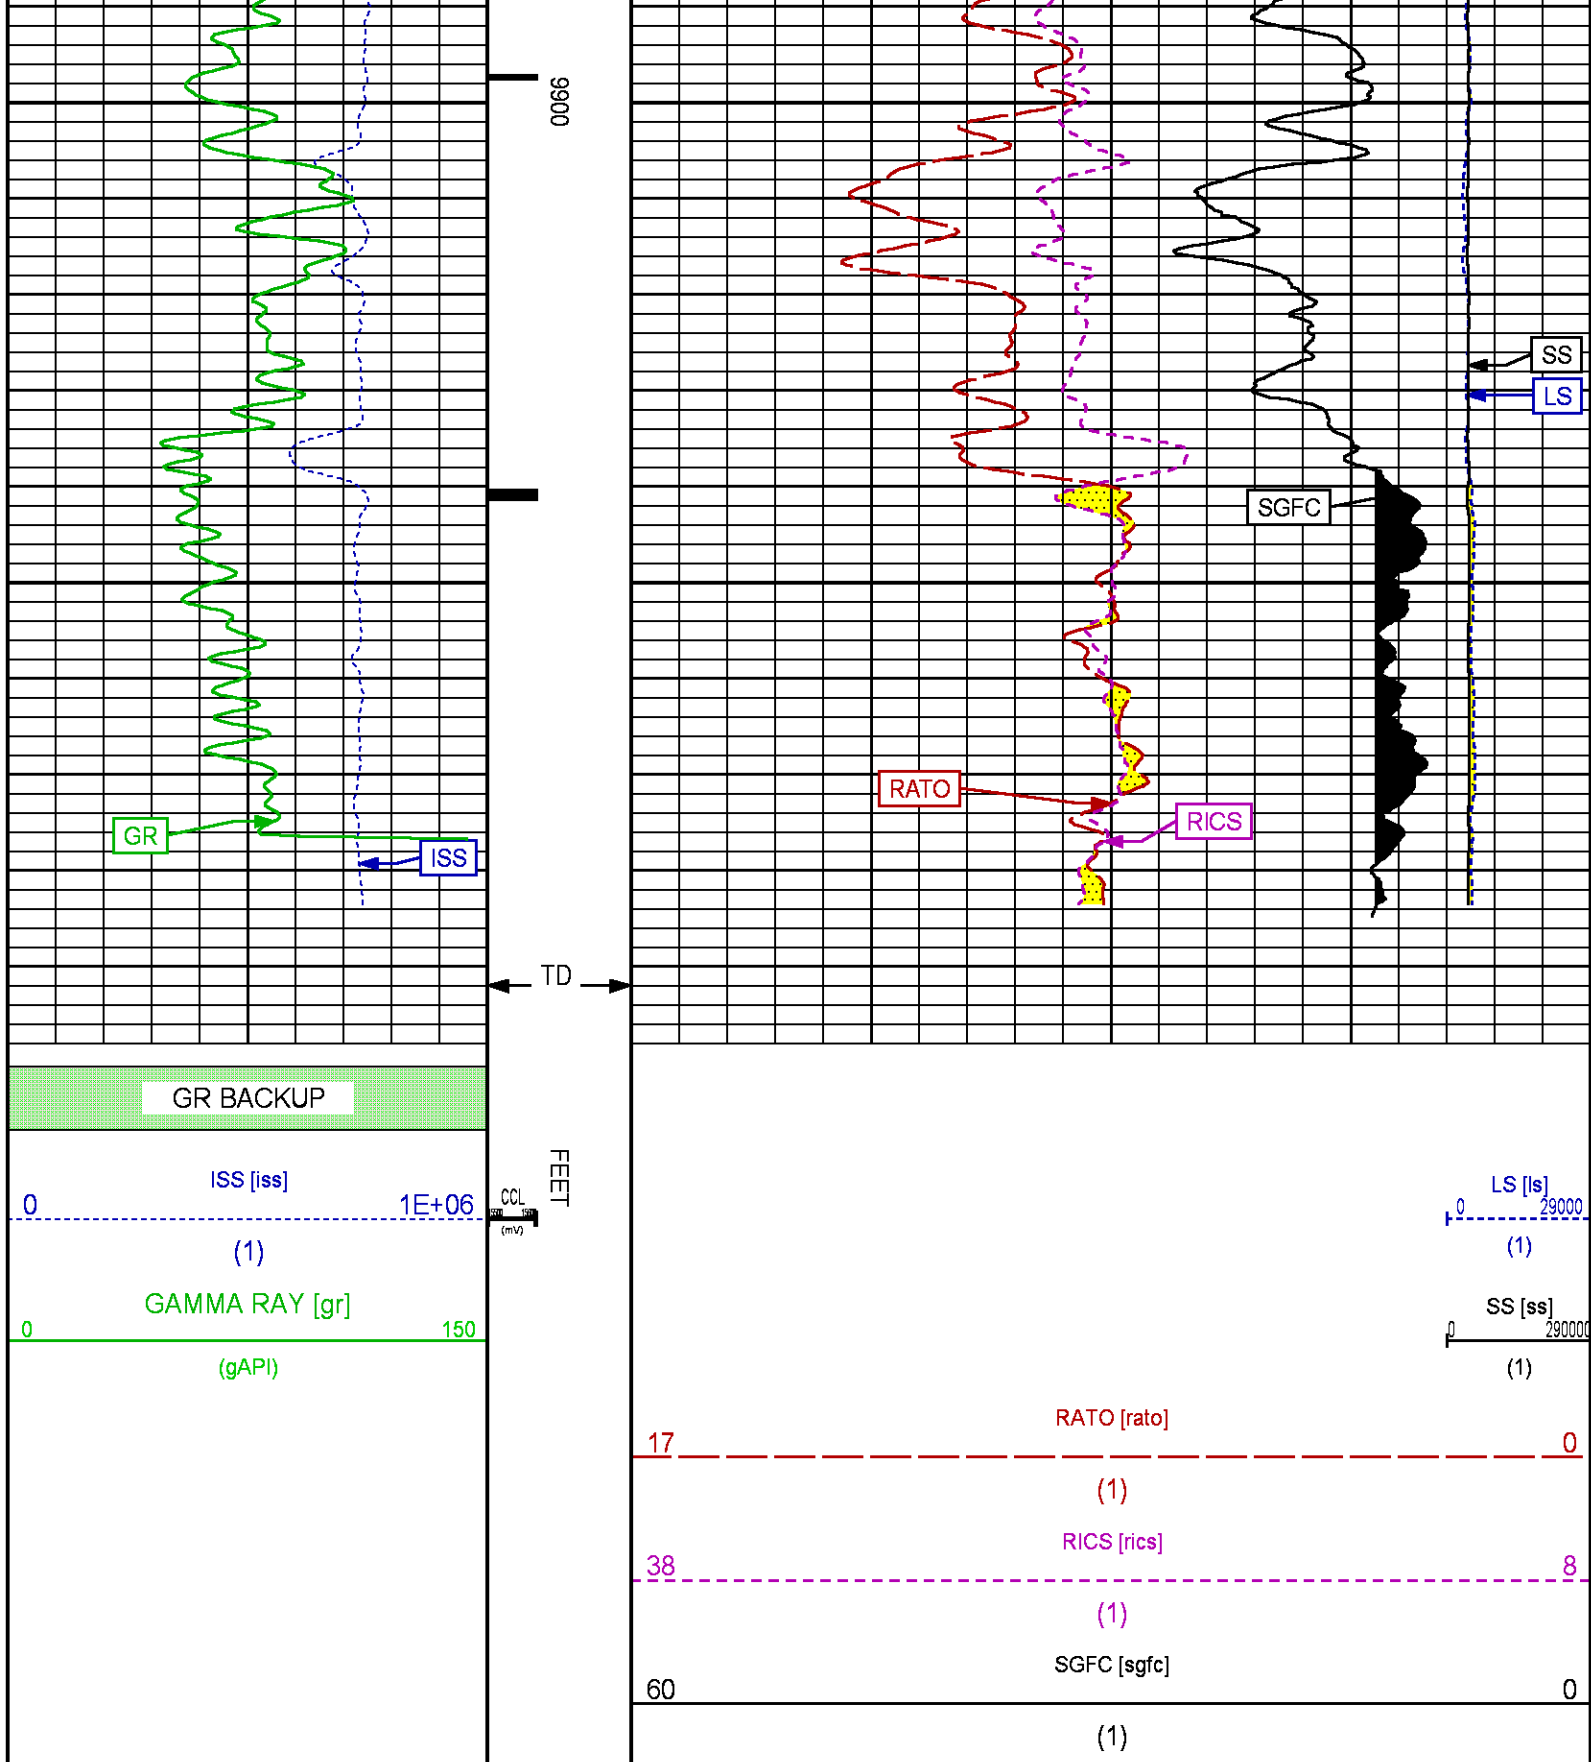 9900
SS
LS
SGFC
RATO
RICS
GR
ISS
TD
GR BACKUP
FEET
ISS [iss]
0 1E+06
(1)
CCL
(mV)
LS [ls]
0 29000
(1)
GAMMA RAY [gr]
0 150
(gAPI)
SS [ss]
0 290000
(1)
RATO [rato]
17 0
(1)
RICS [rics]
38 8
(1)
SGFC [sgfc]
60 0
(1)